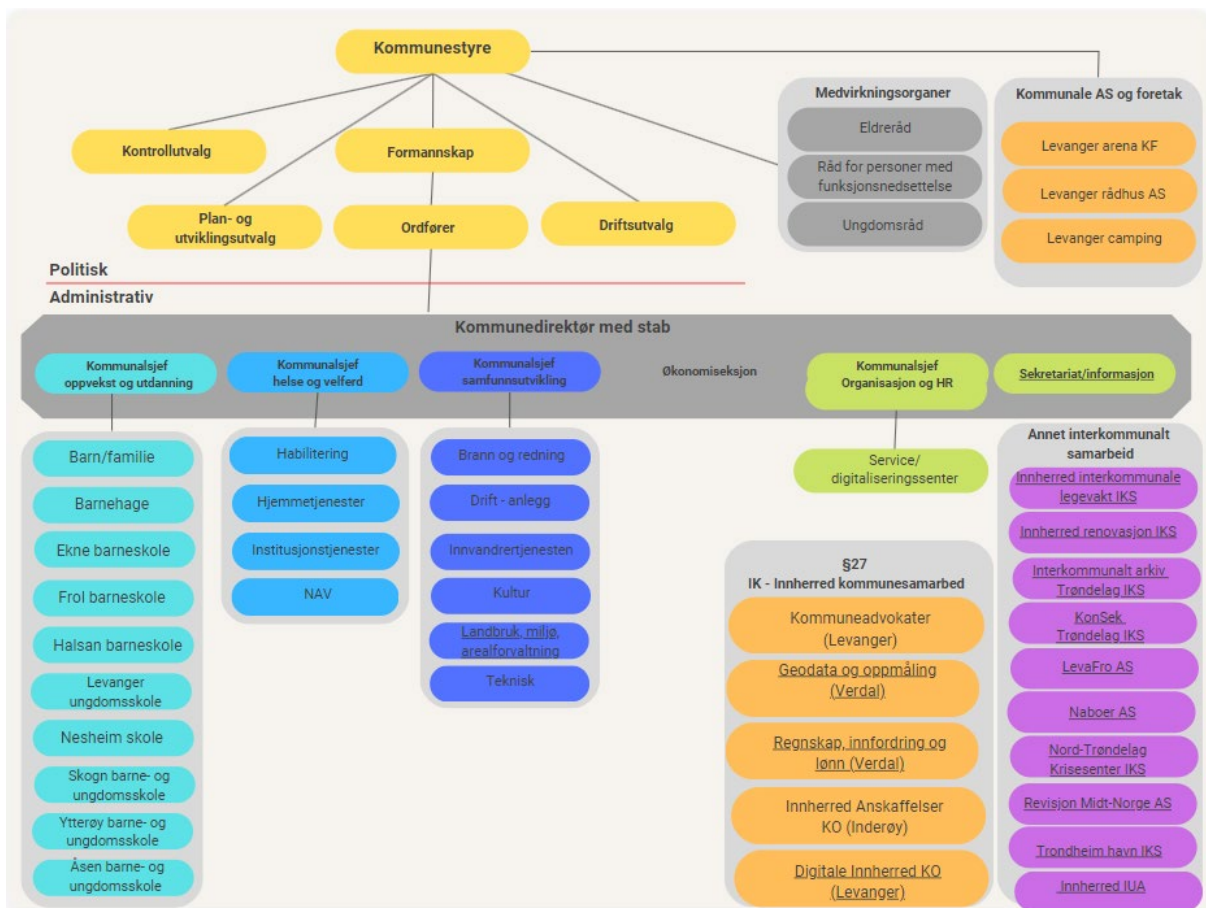 Kommunestyre
Kontrollutvalg
Formannskap
Plan- og
utviklingsutvalg
Ordfører
Driftsutvalg
Medvirkningsorganer
Eldreråd
Råd for personer med
funksjonsnedsettelse
Ungdomsråd
Kommunale AS og foretak
Levanger arena KF
Levanger rådhus AS
Levanger camping
Politisk
Administrativ
Kommunedirektør med stab
Kommunalsjef
oppvekst og utdanning
Kommunalsjef
helse og velferd
Kommunalsjef
samfunnsutvikling
Økonomiseksjon
Kommunalsjef
Organisasjon og HR
Sekretariat/informasjon
Barn/familie
Barnehage
Ekne barneskole
Frol barneskole
Halsan barneskole
Levanger
ungdomsskole
Nesheim skole
Skogn barne- og
ungdomsskole
Ytterøy barne- og
ungdomsskole
Åsen barne- og
ungdomsskole
Habilitering
Hjemmetjenester
Institusjonstjenester
NAV
Brann og redning
Drift - anlegg
Innvandrertjenesten
Kultur
Landbruk, miljø,
arealforvaltning
Teknisk
Service/
digitaliseringssenter
§27
IK - Innherred kommunesamarbed
Kommuneadvokater
(Levanger)
Geodata og oppmåling
(Verdal)
Regnskap, innfordring og
lønn (Verdal)
Innherred Anskaffelser
KO (Inderøy)
Digitale Innherred KO
(Levanger)
Annet interkommunalt
samarbeid
Innherred interkommunale
legevakt IKS
Innherred renovasjon IKS
Interkommunalt arkiv
Trøndelag IKS
KonSek
Trøndelag IKS
LevaFro AS
Naboer AS
Nord-Trøndelag
Krisesenter IKS
Revisjon Midt-Norge AS
Trondheim havn IKS
Innherred IUA